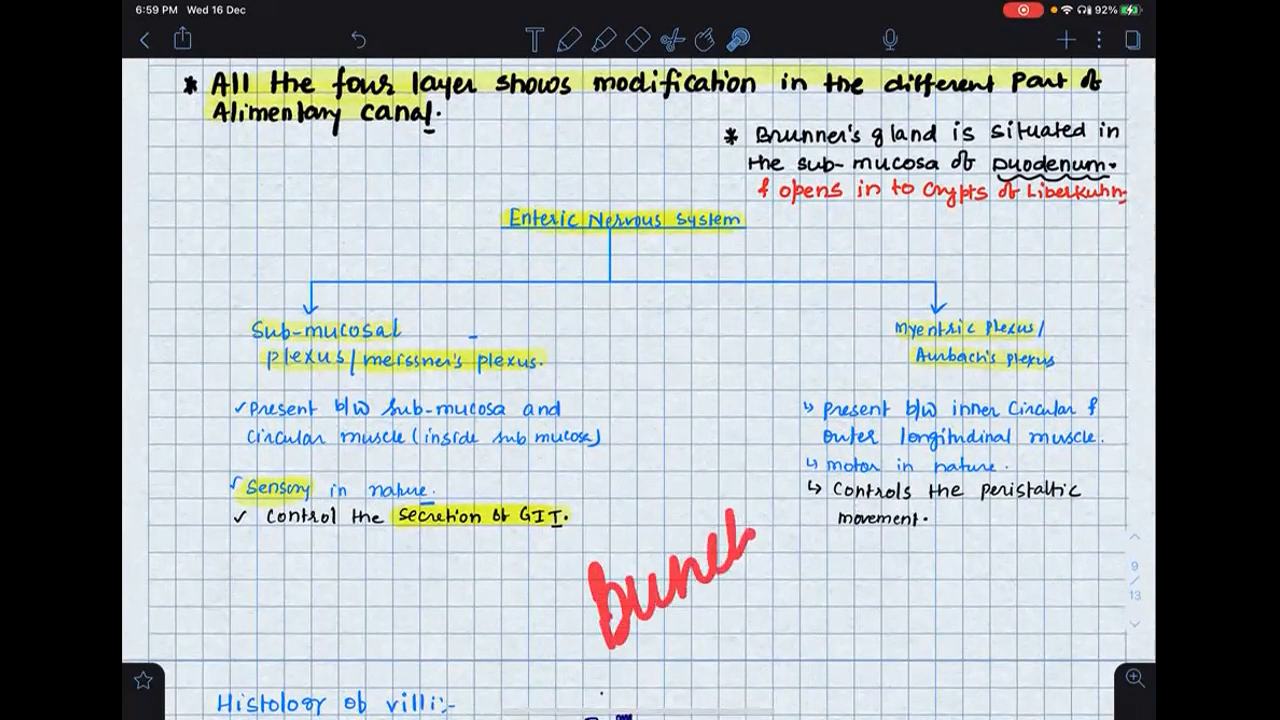 6:59 PM Wed 16 Dec
92%
* All the four layer shows modification in the different Part of
Alimentary canal.
* Brunner's gland is situated in
the sub-mucosa of Duodenum.
& opens in to Crypts of Liberkuhn
Enteric Nervous System
Sub-mucosal
plexus/meissner's plexus.
✓ Present b/w Sub-mucosa and
Circular muscle (inside sub mucosa)
✓ Sensory in nature.
✓ Control the secretion of GIT.
Myentric plexus/
Aurbach's plexus
↳ Present b/w inner Circular &
Outer longitudinal muscle.
↳ motor in nature.
↳ Controls the peristaltic
movement.
9
/
13
Histology of villi:-